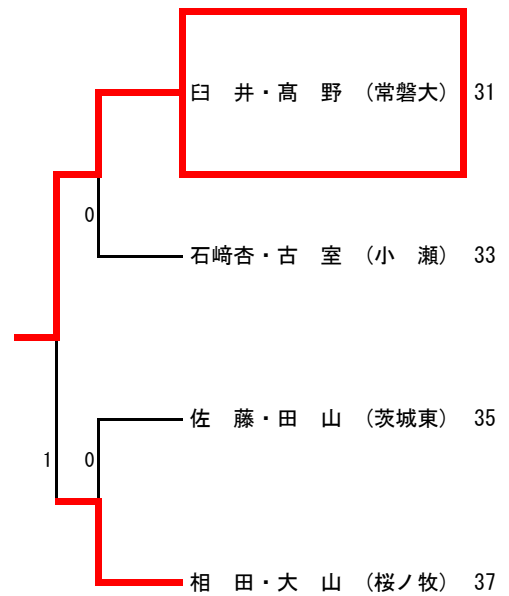 臼　井・髙　野　(常磐大)　31
0
石﨑杏・古　室　(小　瀬)　33
佐　藤・田　山　(茨城東)　35
1　0
相　田・大　山　(桜ノ牧)　37